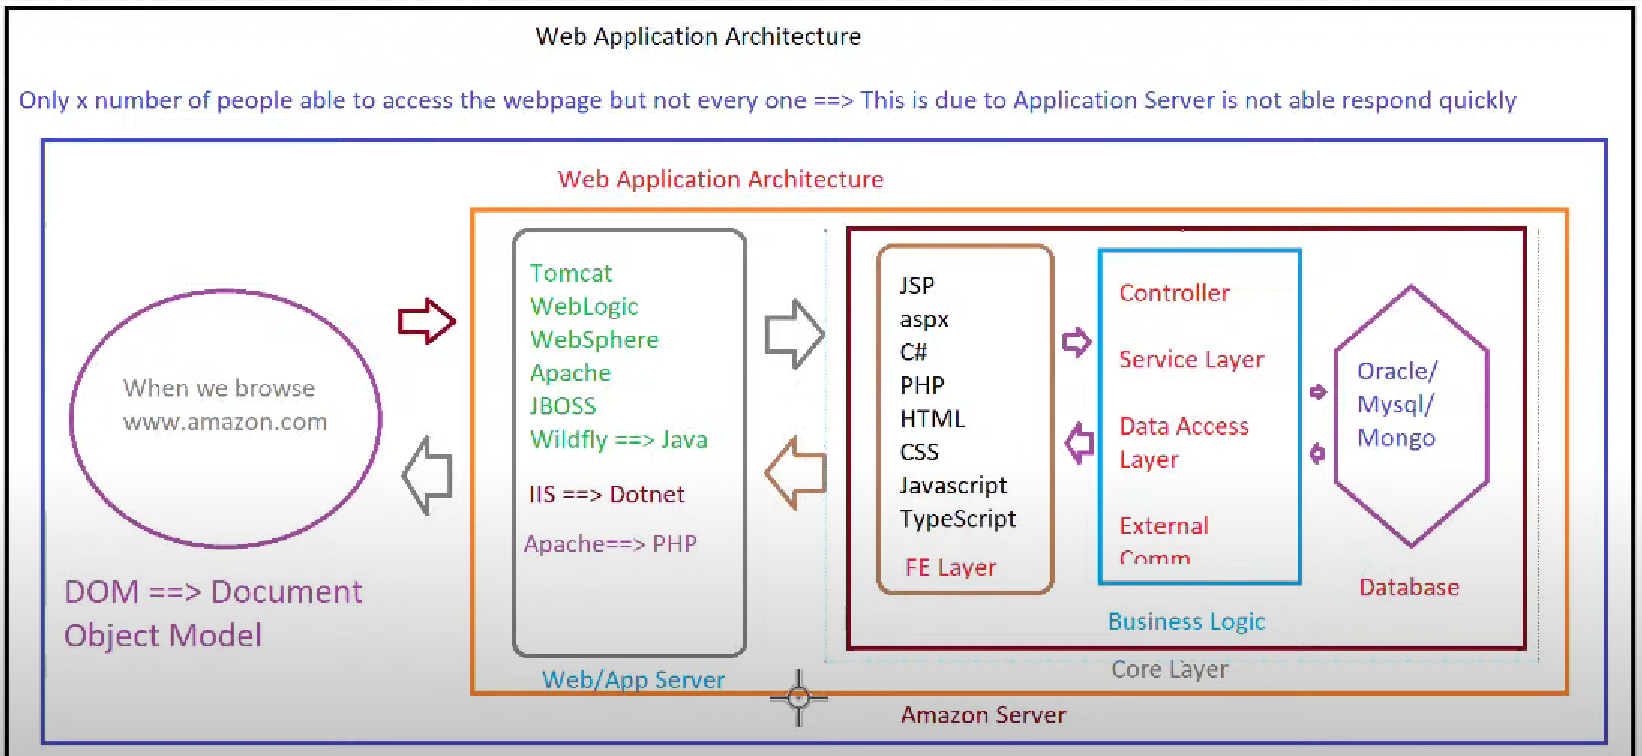 Web Application Architecture
Only x number of people able to access the webpage but not every one ==> This is due to Application Server is not able respond quickly
Web Application Architecture
When we browse
www.amazon.com
DOM ==> Document
Object Model
Tomcat
WebLogic
WebSphere
Apache
JBOSS
Wildfly ==> Java
IIS ==> Dotnet
Apache==> PHP
Web/App Server
JSP
aspx
C#
PHP
HTML
CSS
Javascript
TypeScript
FE Layer
Controller
Service Layer
Data Access
Layer
External
Comm
Business Logic
Oracle/
Mysql/
Mongo
Database
Core Layer
Amazon Server